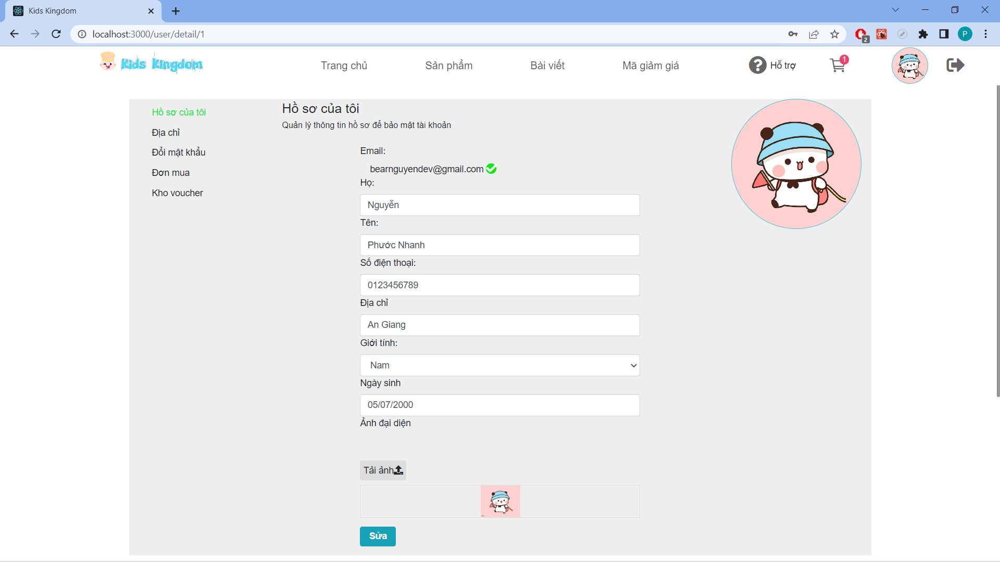 Kids Kingdom
localhost:3000/user/detail/1
2
P
Kids Kingdom
Trang chủ
Sản phẩm
Bài viết
Mã giảm giá
? Hỗ trợ
1
Hồ sơ của tôi
Địa chỉ
Đổi mật khẩu
Đơn mua
Kho voucher
Hồ sơ của tôi
Quản lý thông tin hồ sơ để bảo mật tài khoản
Email:
bearnguyendev@gmail.com
Họ:
Nguyễn
Tên:
Phước Nhanh
Số điện thoại:
0123456789
Địa chỉ
An Giang
Giới tính:
Nam
Ngày sinh
05/07/2000
Ảnh đại diện
Tải ảnh
Sửa